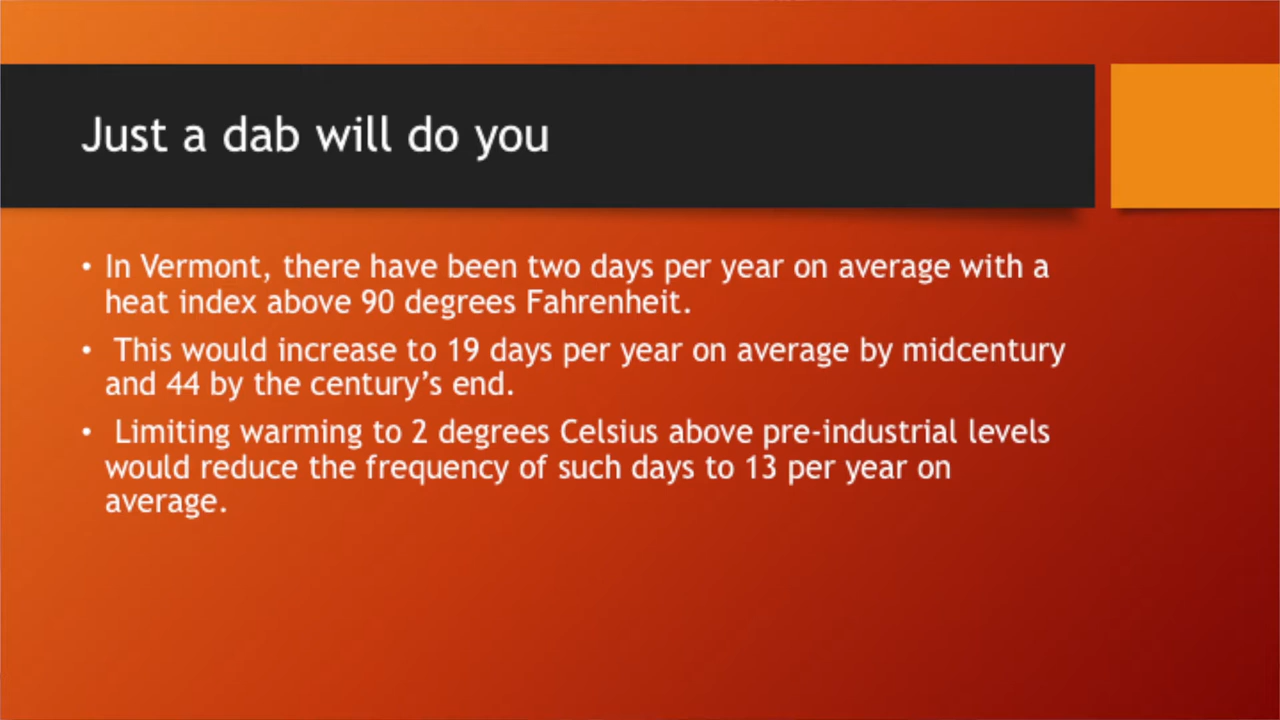 Just a dab will do you
• In Vermont, there have been two days per year on average with a
heat index above 90 degrees Fahrenheit.
• This would increase to 19 days per year on average by midcentury
and 44 by the century’s end.
• Limiting warming to 2 degrees Celsius above pre-industrial levels
would reduce the frequency of such days to 13 per year on
average.